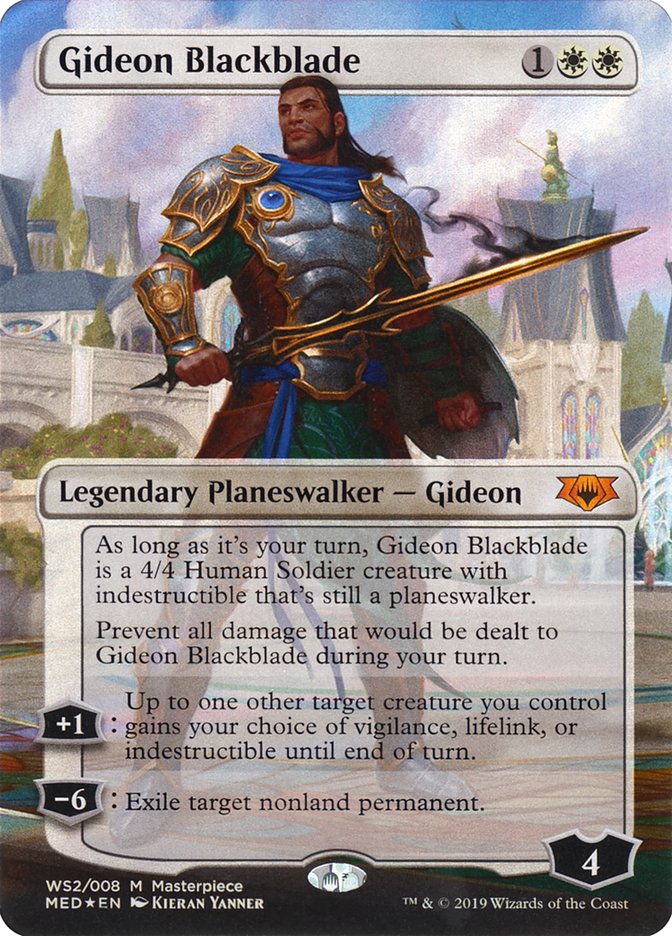 Gideon Blackblade 1
Legendary Planeswalker — Gideon
As long as it's your turn, Gideon Blackblade
is a 4/4 Human Soldier creature with
indestructible that's still a planeswalker.
Prevent all damage that would be dealt to
Gideon Blackblade during your turn.
Up to one other target creature you control
+1 : gains your choice of vigilance, lifelink, or
indestructible until end of turn.
−6 : Exile target nonland permanent.
4
WS2/008 M Masterpiece
MED★EN Kieran Yanner ™ & © 2019 Wizards of the Coast